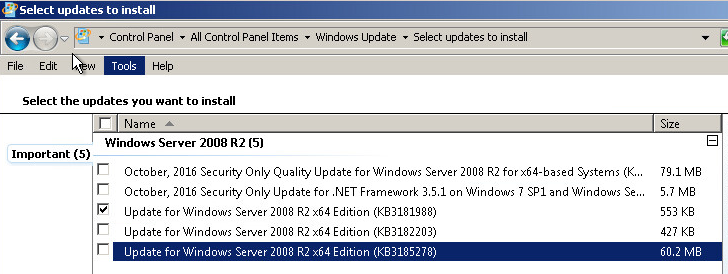 Select updates to install
Control Panel All Control Panel Items Windows Update Select updates to install
File Edit View Tools Help
Select the updates you want to install
Name Size
Windows Server 2008 R2 (5)
Important (5)
October, 2016 Security Only Quality Update for Windows Server 2008 R2 for x64-based Systems (K... 79.1 MB
October, 2016 Security Only Update for .NET Framework 3.5.1 on Windows 7 SP1 and Windows Se... 5.7 MB
Update for Windows Server 2008 R2 x64 Edition (KB3181988) 553 KB
Update for Windows Server 2008 R2 x64 Edition (KB3182203) 427 KB
Update for Windows Server 2008 R2 x64 Edition (KB3185278) 60.2 MB